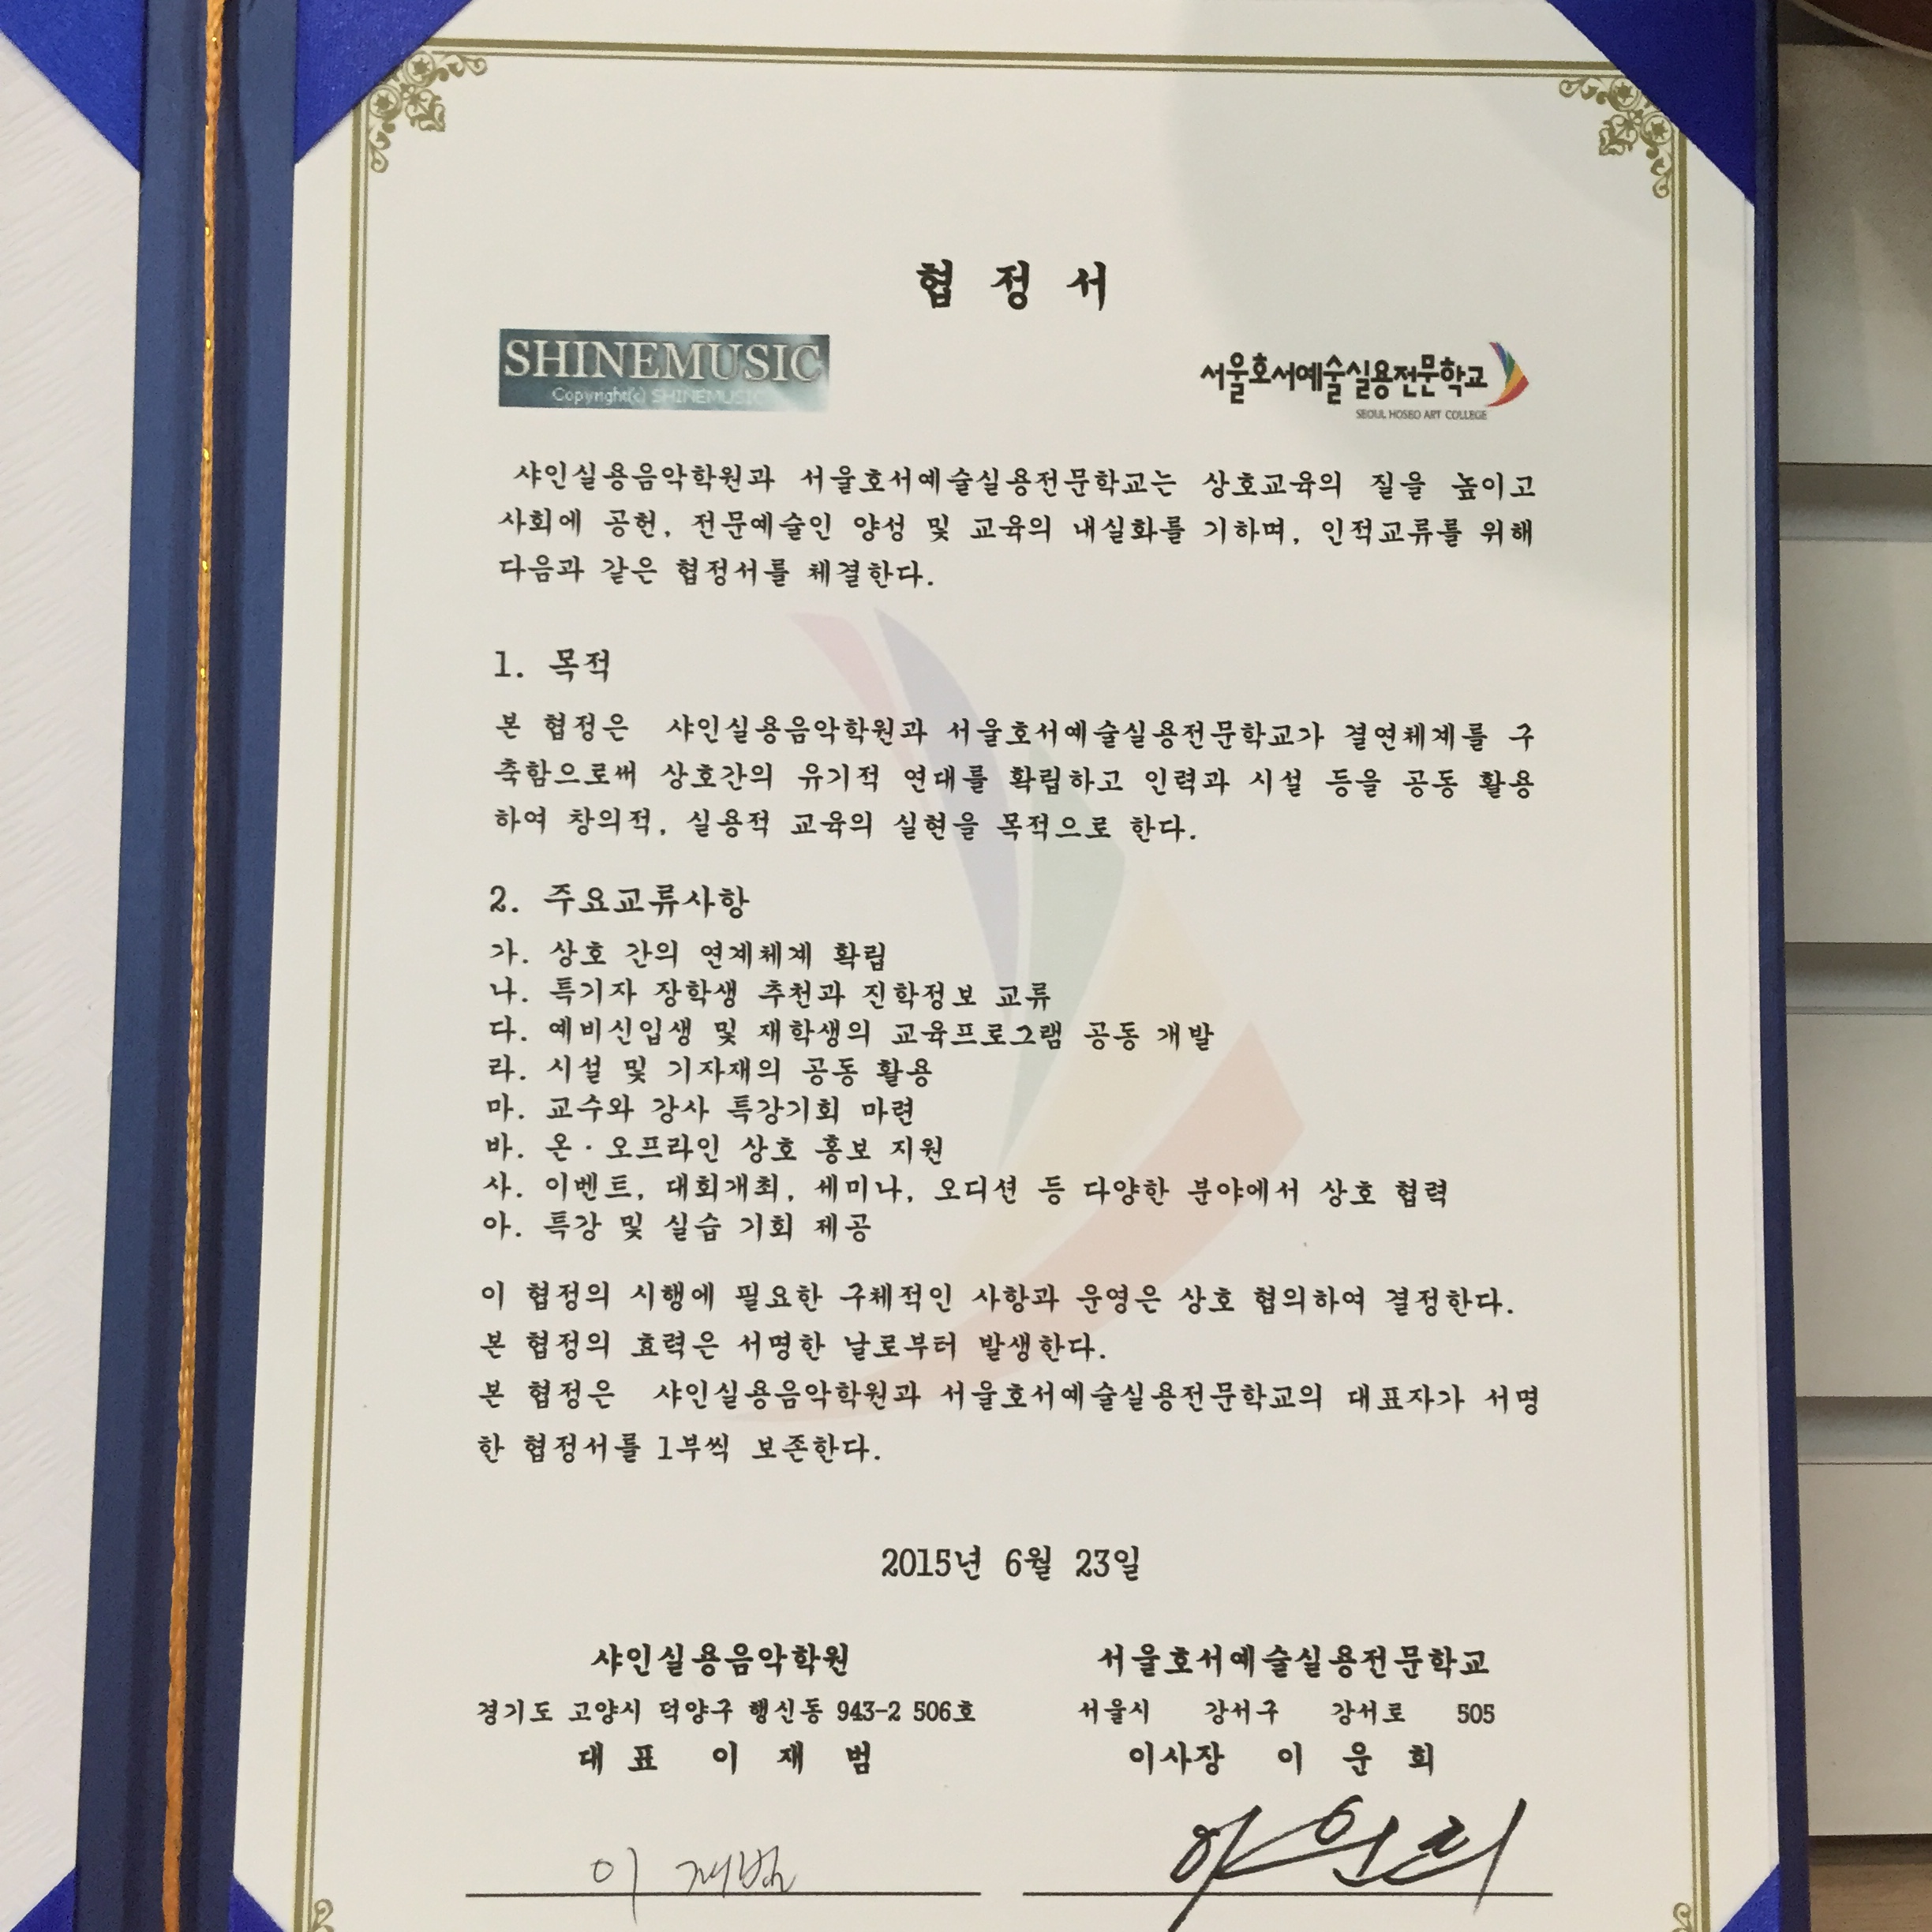 협 정 서
SHINEMUSIC
Copyright(c) SHINEMUSIC
서울호서예술실용전문학교
SEOUL HOSEO ART COLLEGE
샤인실용음악학원과 서울호서예술실용전문학교는 상호교육의 질을 높이고
사회에 공헌, 전문예술인 양성 및 교육의 내실화를 기하며, 인적교류를 위해
다음과 같은 협정서를 체결한다.
1. 목적
본 협정은 샤인실용음악학원과 서울호서예술실용전문학교가 결연체계를 구
축함으로써 상호간의 유기적 연대를 확립하고 인력과 시설 등을 공동 활용
하여 창의적, 실용적 교육의 실현을 목적으로 한다.
2. 주요교류사항
가. 상호 간의 연계체계 확립
나. 특기자 장학생 추천과 진학정보 교류
다. 예비신입생 및 재학생의 교육프로그램 공동 개발
라. 시설 및 기자재의 공동 활용
마. 교수와 강사 특강기회 마련
바. 온·오프라인 상호 홍보 지원
사. 이벤트, 대회개최, 세미나, 오디션 등 다양한 분야에서 상호 협력
아. 특강 및 실습 기회 제공
이 협정의 시행에 필요한 구체적인 사항과 운영은 상호 협의하여 결정한다.
본 협정의 효력은 서명한 날로부터 발생한다.
본 협정은 샤인실용음악학원과 서울호서예술실용전문학교의 대표자가 서명
한 협정서를 1부씩 보존한다.
2015년 6월 23일
샤인실용음악학원
경기도 고양시 덕양구 행신동 943-2 506호
대 표 이 재 범
이 재범
서울호서예술실용전문학교
서울시 강서구 강서로 505
이사장 이 운 희
이운희